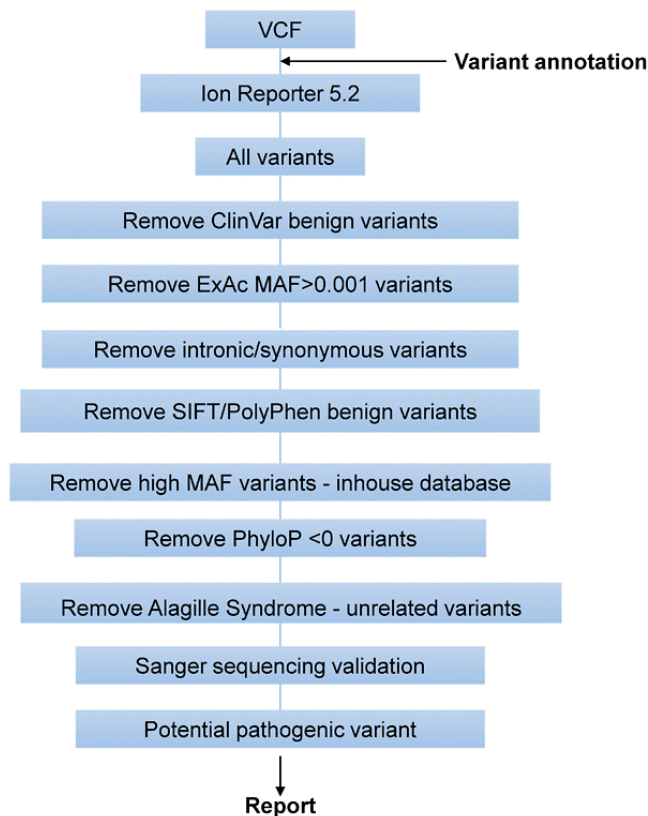 VCF
Variant annotation
Ion Reporter 5.2
All variants
Remove ClinVar benign variants
Remove ExAc MAF>0.001 variants
Remove intronic/synonymous variants
Remove SIFT/PolyPhen benign variants
Remove high MAF variants - inhouse database
Remove PhyloP <0 variants
Remove Alagille Syndrome - unrelated variants
Sanger sequencing validation
Potential pathogenic variant
Report